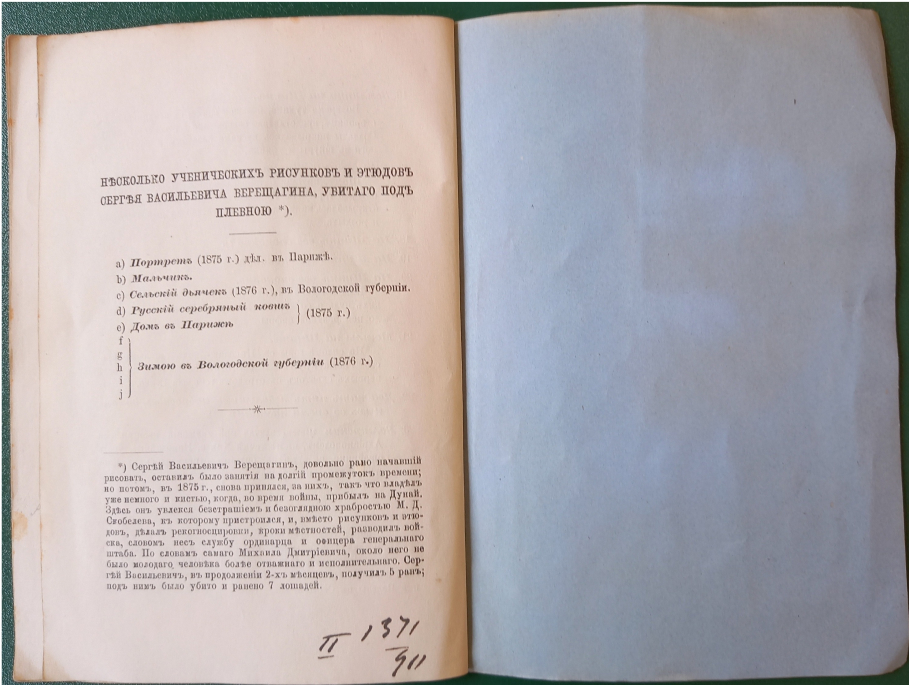 НѢСКОЛЬКО УЧЕНИЧЕСКИХЪ РИСУНКОВЪ И ЭТЮДОВЪ
СЕРГѢЯ ВАСИЛЬЕВИЧА ВЕРЕЩАГИНА, УБИТАГО ПОДЪ
ПЛЕВНОЮ *).
a) Портретъ (1875 г.) дѣл. въ Парижѣ.
b) Мальчикъ.
c) Сельскій дьячекъ (1876 г.), въ Вологодской губерніи.
d) Русскій серебряный ковшъ } (1875 г.)
e) Домъ въ Парижѣ
f
g
h } Зимою въ Вологодской губерніи (1876 г.)
i
j
*) Сергѣй Васильевичъ Верещагинъ, довольно рано начавшій
рисовать, оставилъ было занятія на долгій промежутокъ времени;
но потомъ, въ 1875 г., снова принялся, за нихъ, такъ что владѣлъ
уже немного и кистью, когда, во время войны, прибылъ на Дунай.
Здѣсь онъ увлекся безстрашіемъ и безоглядною храбростью М. Д.
Скобелева, къ которому пристроился, и, вмѣсто рисунковъ и этю-
довъ, дѣлалъ рекогносцировки, кроки мѣстностей, разводилъ вой-
ска, словомъ несъ службу ординарца и офицера генеральнаго
штаба. По словамъ самаго Михаила Дмитріевича, около него не
было молодаго человѣка болѣе отважнаго и исполнительнаго. Сер-
гѣй Васильевичъ, въ продолженіи 2-хъ мѣсяцевъ, получилъ 5 ранъ;
подъ нимъ было убито и ранено 7 лошадей.
II 1371
911